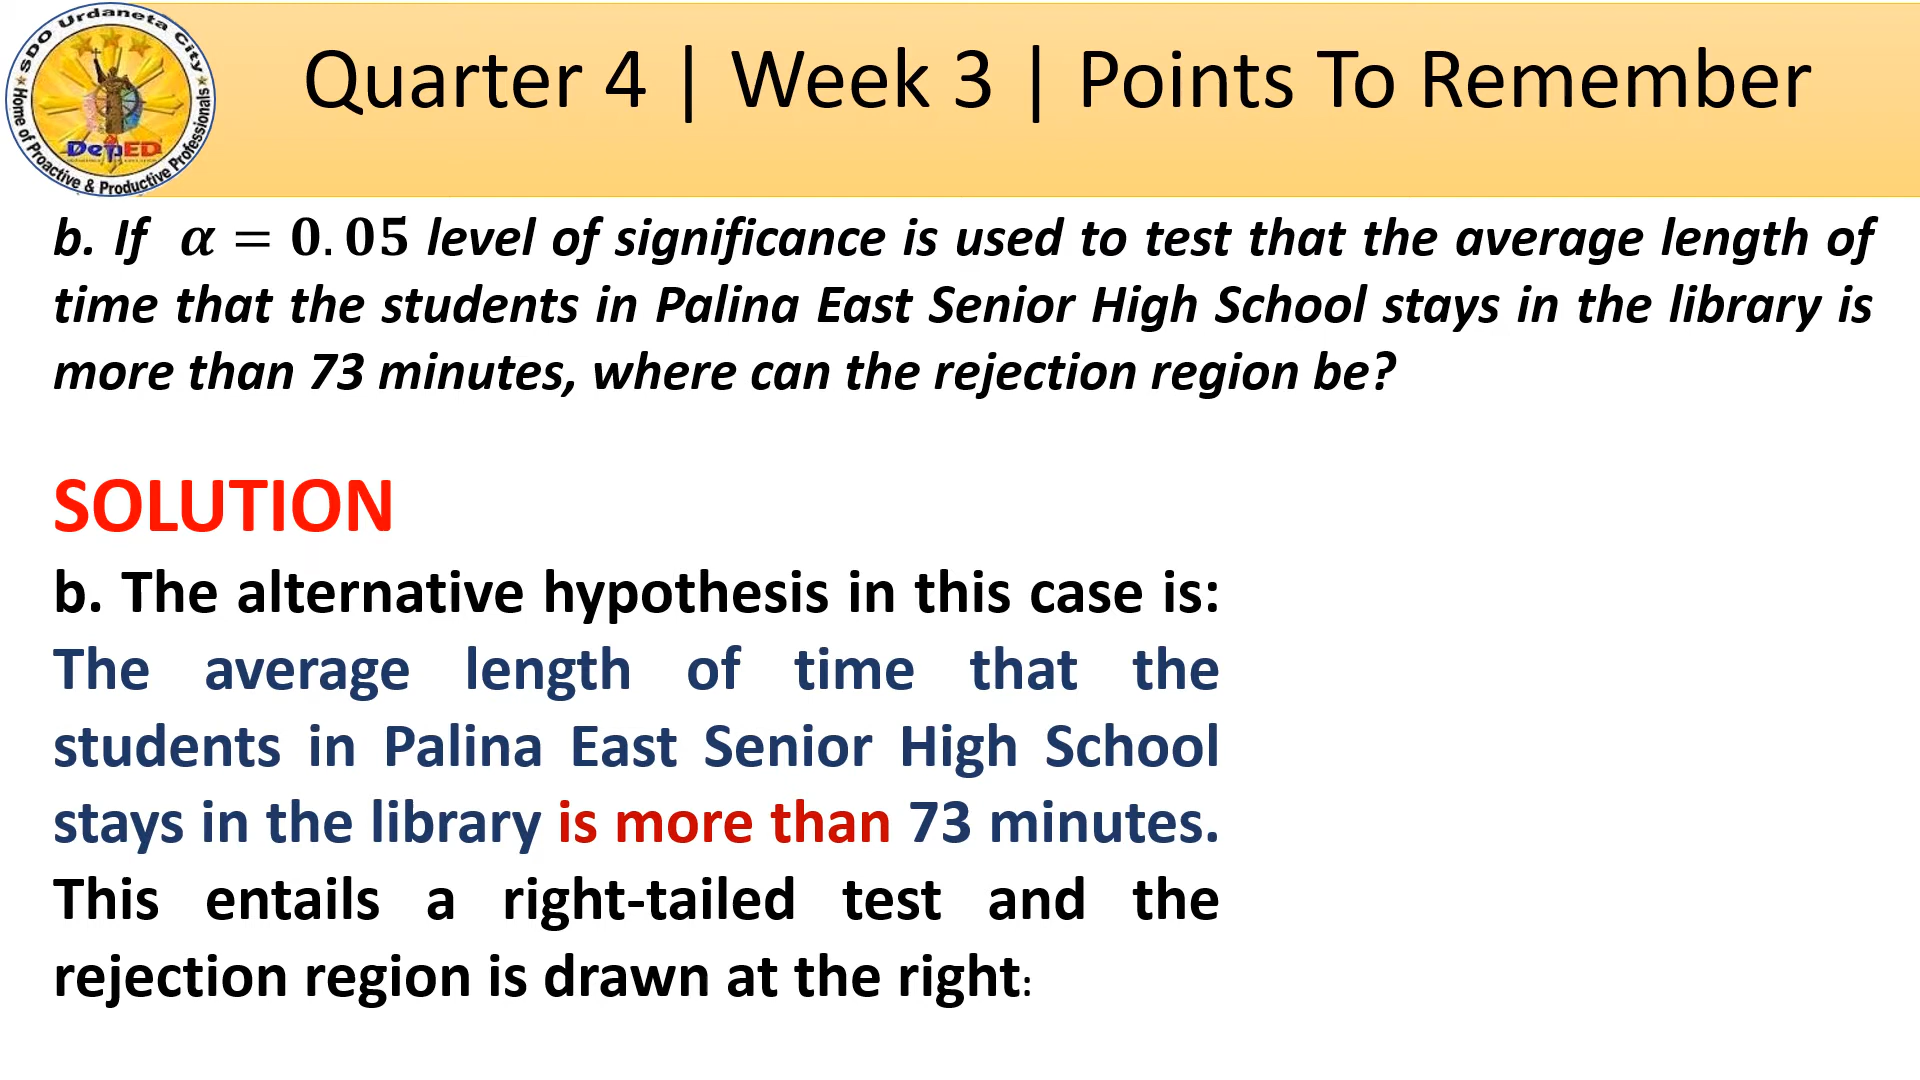 SDO Urdaneta City
Home of Proactive & Productive Professionals
DepED
Quarter 4 | Week 3 | Points To Remember
b. If α = 0.05 level of significance is used to test that the average length of
time that the students in Palina East Senior High School stays in the library is
more than 73 minutes, where can the rejection region be?
SOLUTION
b. The alternative hypothesis in this case is:
The average length of time that the
students in Palina East Senior High School
stays in the library is more than 73 minutes.
This entails a right-tailed test and the
rejection region is drawn at the right: